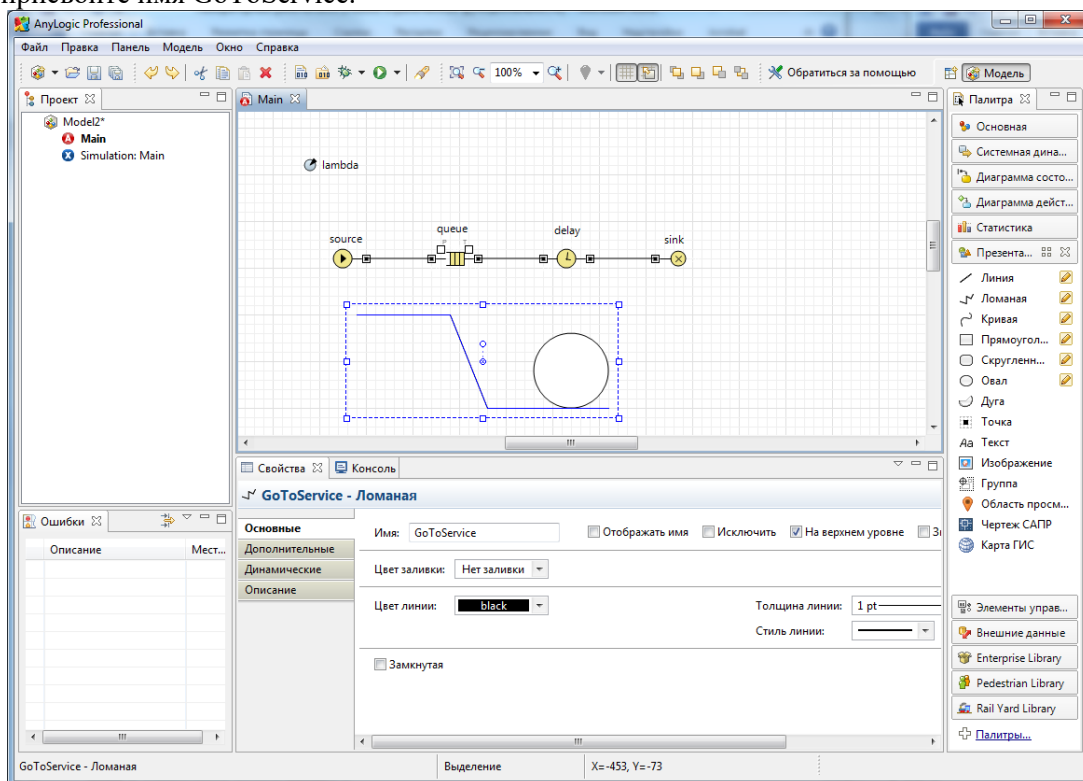 присвойте имя GoToService.
AnyLogic Professional
Файл Правка Панель Модель Окно Справка
100% Обратиться за помощью Модель
Проект
Model2*
Main
Simulation: Main
Main
lambda
source
queue
delay
sink
Палитра
Основная
Системная дина...
Диаграмма состо...
Диаграмма дейст...
Статистика
Презента...
Линия
Ломаная
Кривая
Прямоугол...
Скругленн...
Овал
Дуга
Точка
Aa Текст
Изображение
Группа
Область просм...
Чертеж САПР
Карта ГИС
Элементы управ...
Внешние данные
Enterprise Library
Pedestrian Library
Rail Yard Library
Палитры...
Ошибки
Описание Мест...
Свойства Консоль
GoToService - Ломаная
Основные
Дополнительные
Динамические
Описание
Имя: GoToService Отображать имя Исключить На верхнем уровне
Цвет заливки: Нет заливки
Цвет линии: black Толщина линии: 1 pt
Стиль линии:
Замкнутая
GoToService - Ломаная Выделение X=-453, Y=-73